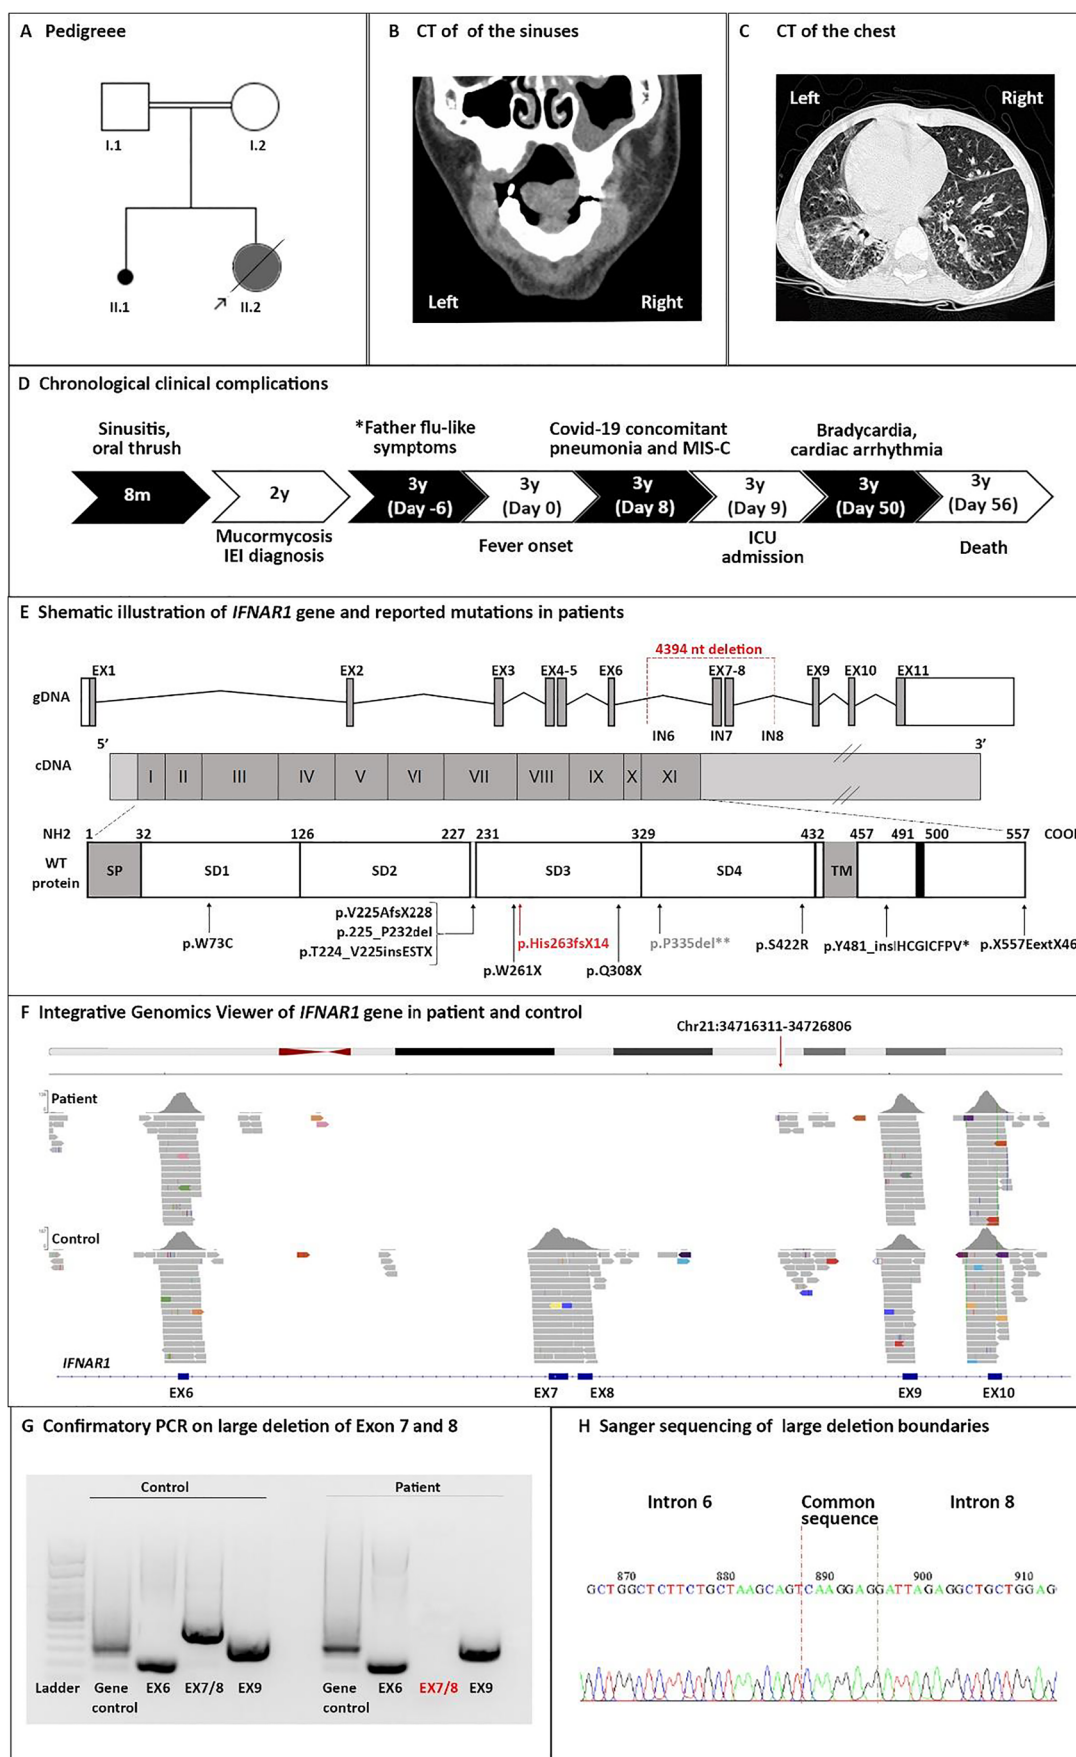 A Pedigreee
I.1
I.2
II.1
II.2
B CT of of the sinuses
Left
Right
C CT of the chest
Left
Right
D Chronological clinical complications
Sinusitis,
oral thrush
*Father flu-like
symptoms
Covid-19 concomitant
pneumonia and MIS-C
Bradycardia,
cardiac arrhythmia
8m
2y
3y
(Day -6)
3y
(Day 0)
3y
(Day 8)
3y
(Day 9)
3y
(Day 50)
3y
(Day 56)
Mucormycosis
IEI diagnosis
Fever onset
ICU
admission
Death
E Shematic illustration of IFNAR1 gene and reported mutations in patients
4394 nt deletion
EX1
EX2
EX3
EX4-5
EX6
EX7-8
EX9
EX10
EX11
gDNA
IN6
IN7
IN8
5’
3’
cDNA
I
II
III
IV
V
VI
VII
VIII
IX
X
XI
NH2
1
32
126
227
231
329
432
457
491
500
557
WT
protein
SP
SD1
SD2
SD3
SD4
TM
p.W73C
p.V225AfsX228
p.225_P232del
p.T224_V225insESTX
p.W261X
p.His263fsX14
p.Q308X
p.P335del**
p.S422R
p.Y481_insIHCGICFPV*
p.X557EextX46
F Integrative Genomics Viewer of IFNAR1 gene in patient and control
Chr21:34716311-34726806
Patient
Control
IFNAR1
EX6
EX7
EX8
EX9
EX10
G Confirmatory PCR on large deletion of Exon 7 and 8
Control
Patient
Ladder
Gene
control
EX6
EX7/8
EX9
Gene
control
EX6
EX7/8
EX9
H Sanger sequencing of large deletion boundaries
Intron 6
Common
sequence
Intron 8
870
880
890
900
910
GCTGGCTCTTCTGCTAAGCAGTCAAGGAGGATTAGAGGCTGCTGGAG